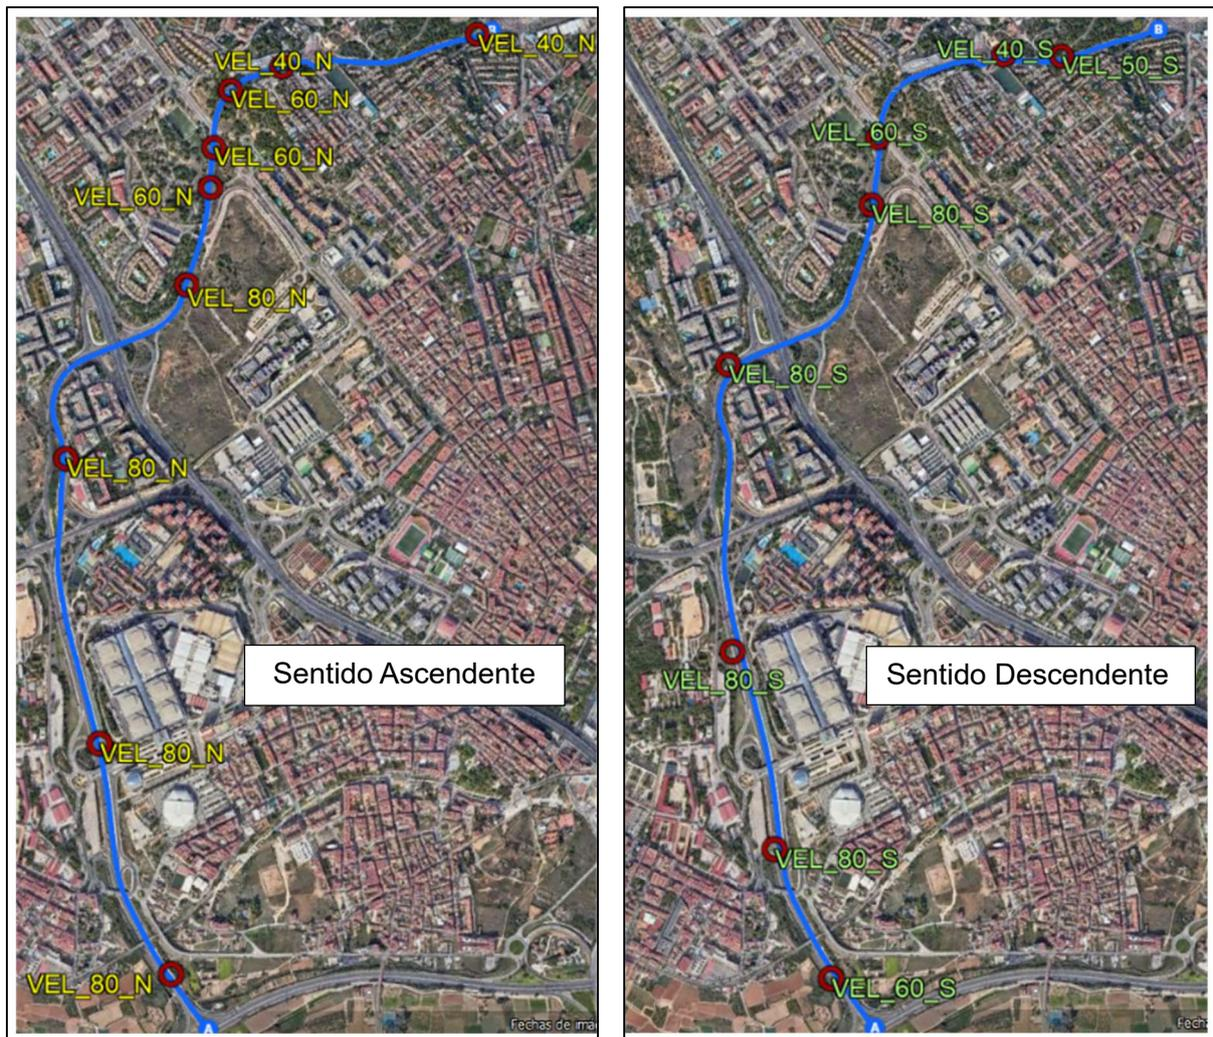 B
VEL_40_N
VEL_40_N
VEL_60_N
VEL_60_N
VEL_60_N
VEL_80_N
VEL_80_N
Sentido Ascendente
VEL_80_N
VEL_80_N
A
Fechas de imá
B
VEL_40_S
VEL_50_S
VEL_60_S
VEL_80_S
VEL_80_S
Sentido Descendente
VEL_80_S
VEL_80_S
VEL_60_S
A
Fech